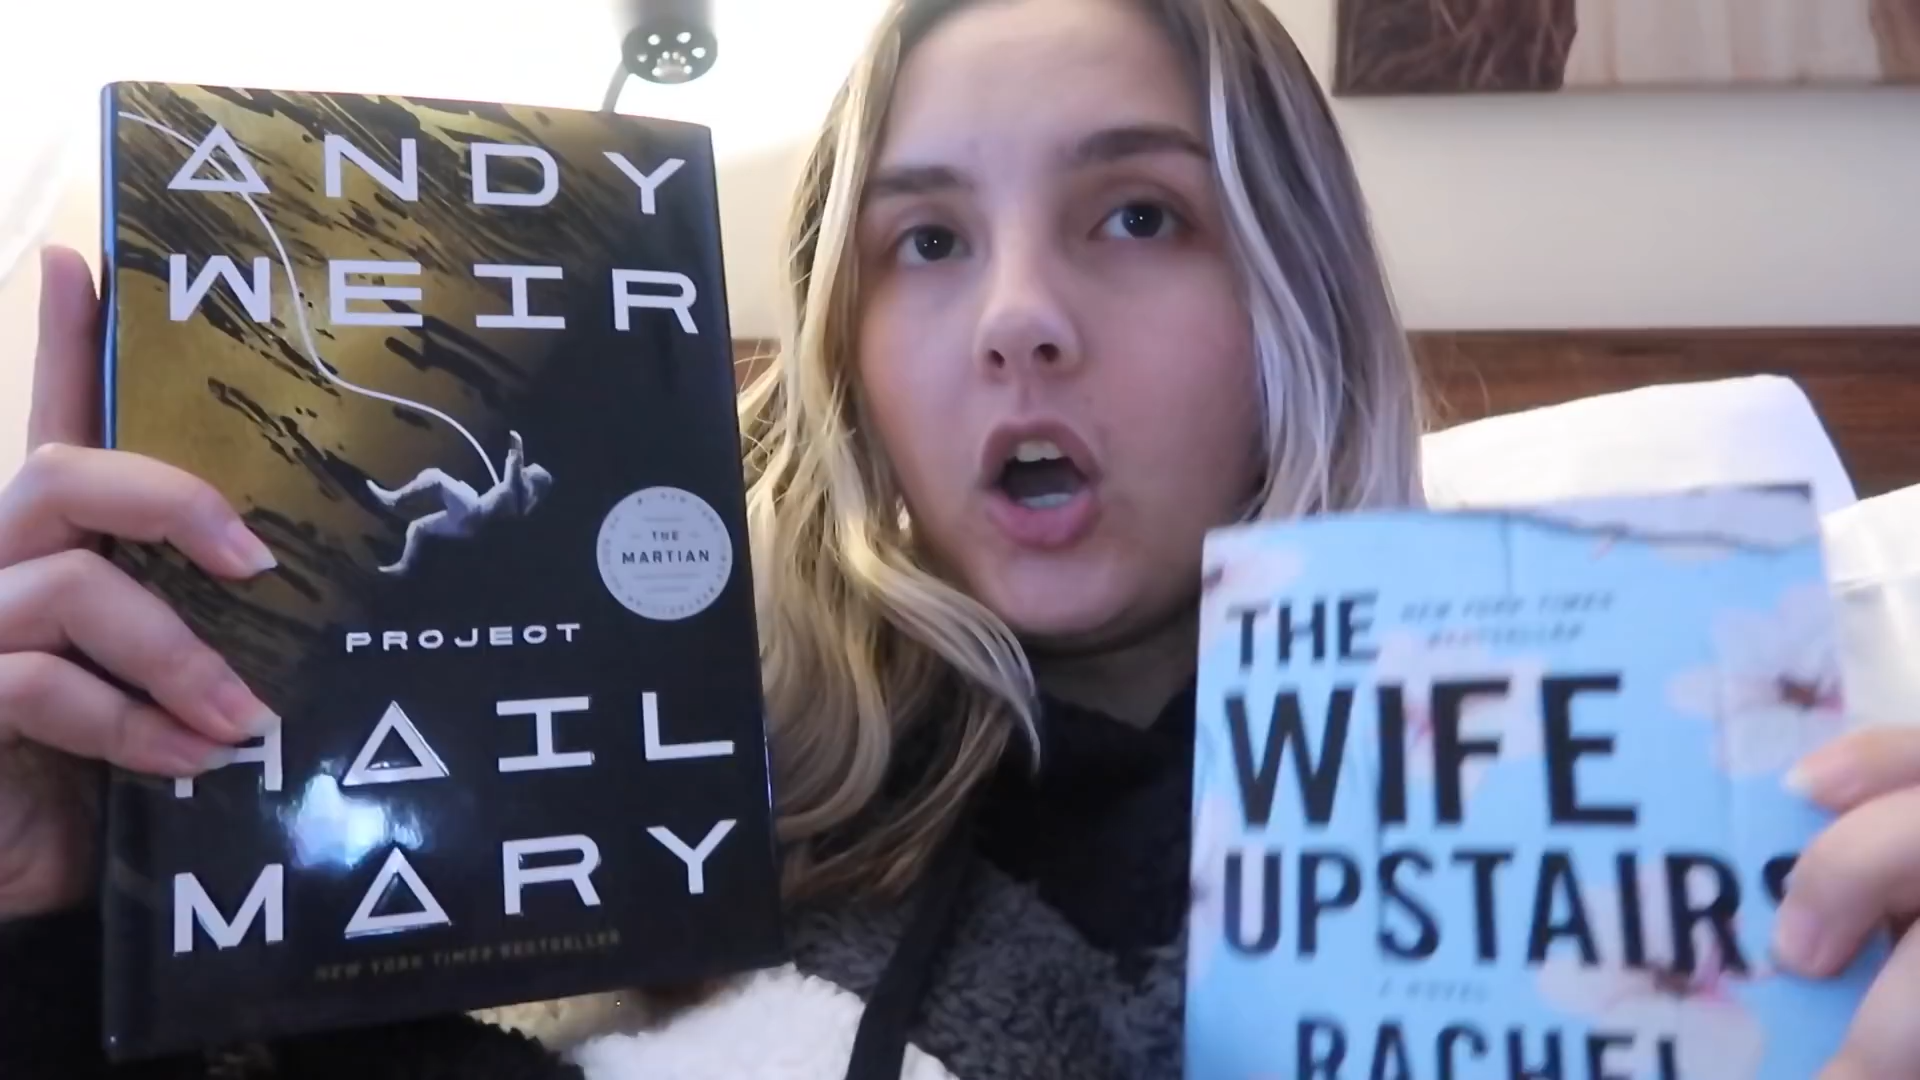 ANDY
WEIR
THE
MARTIAN
PROJECT
HAIL
MARY
NEW YORK TIMES BESTSELLER
THE
NEW YORK TIMES
BESTSELLER
WIFE
UPSTAIRS
A NOVEL
RACHEL